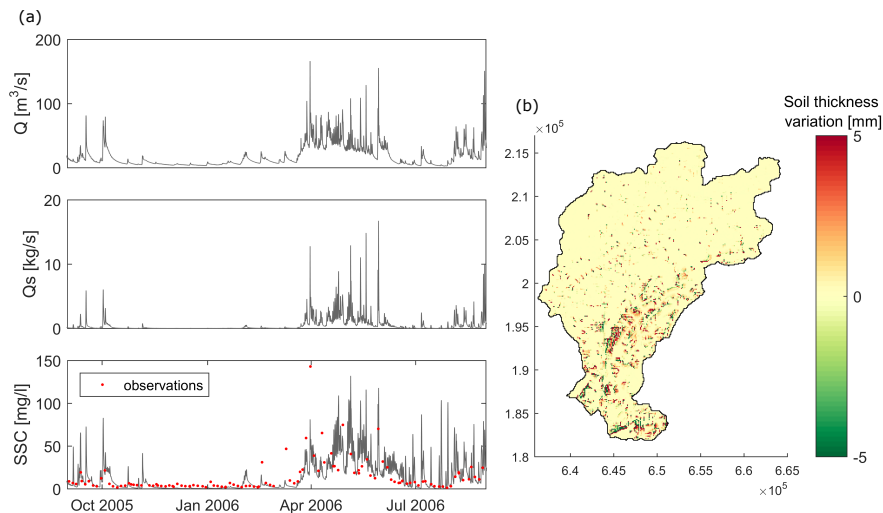 (a)
200
100
0
Q [m³/s]
20
10
0
Qs [kg/s]
150
100
50
0
SSC [mg/l]
observations
Oct 2005
Jan 2006
Apr 2006
Jul 2006
(b)
Soil thickness
variation [mm]
×10⁵
2.15
2.1
2.05
2
1.95
1.9
1.85
1.8
6.4
6.45
6.5
6.55
6.6
6.65
×10⁵
5
0
-5